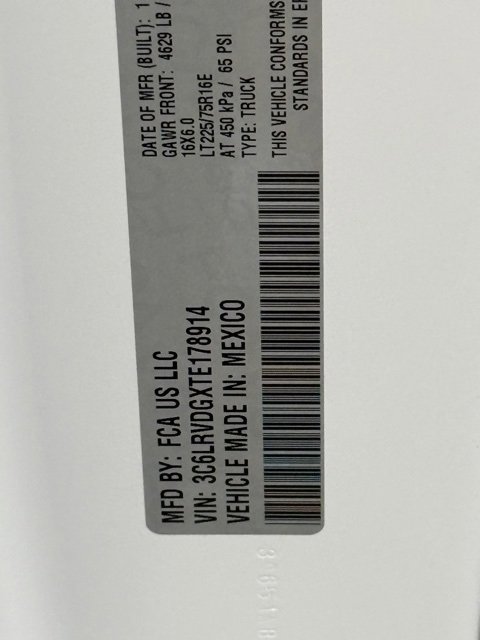 MFD BY: FCA US LLC
VIN: 3C6LRVDGXTE178914
VEHICLE MADE IN: MEXICO
DATE OF MFR (BUILT): 1
GAWR FRONT: 4629 LB /
16X6.0
LT225/75R16E
AT 450 kPa / 65 PSI
TYPE: TRUCK
THIS VEHICLE CONFORMS
STANDARDS IN